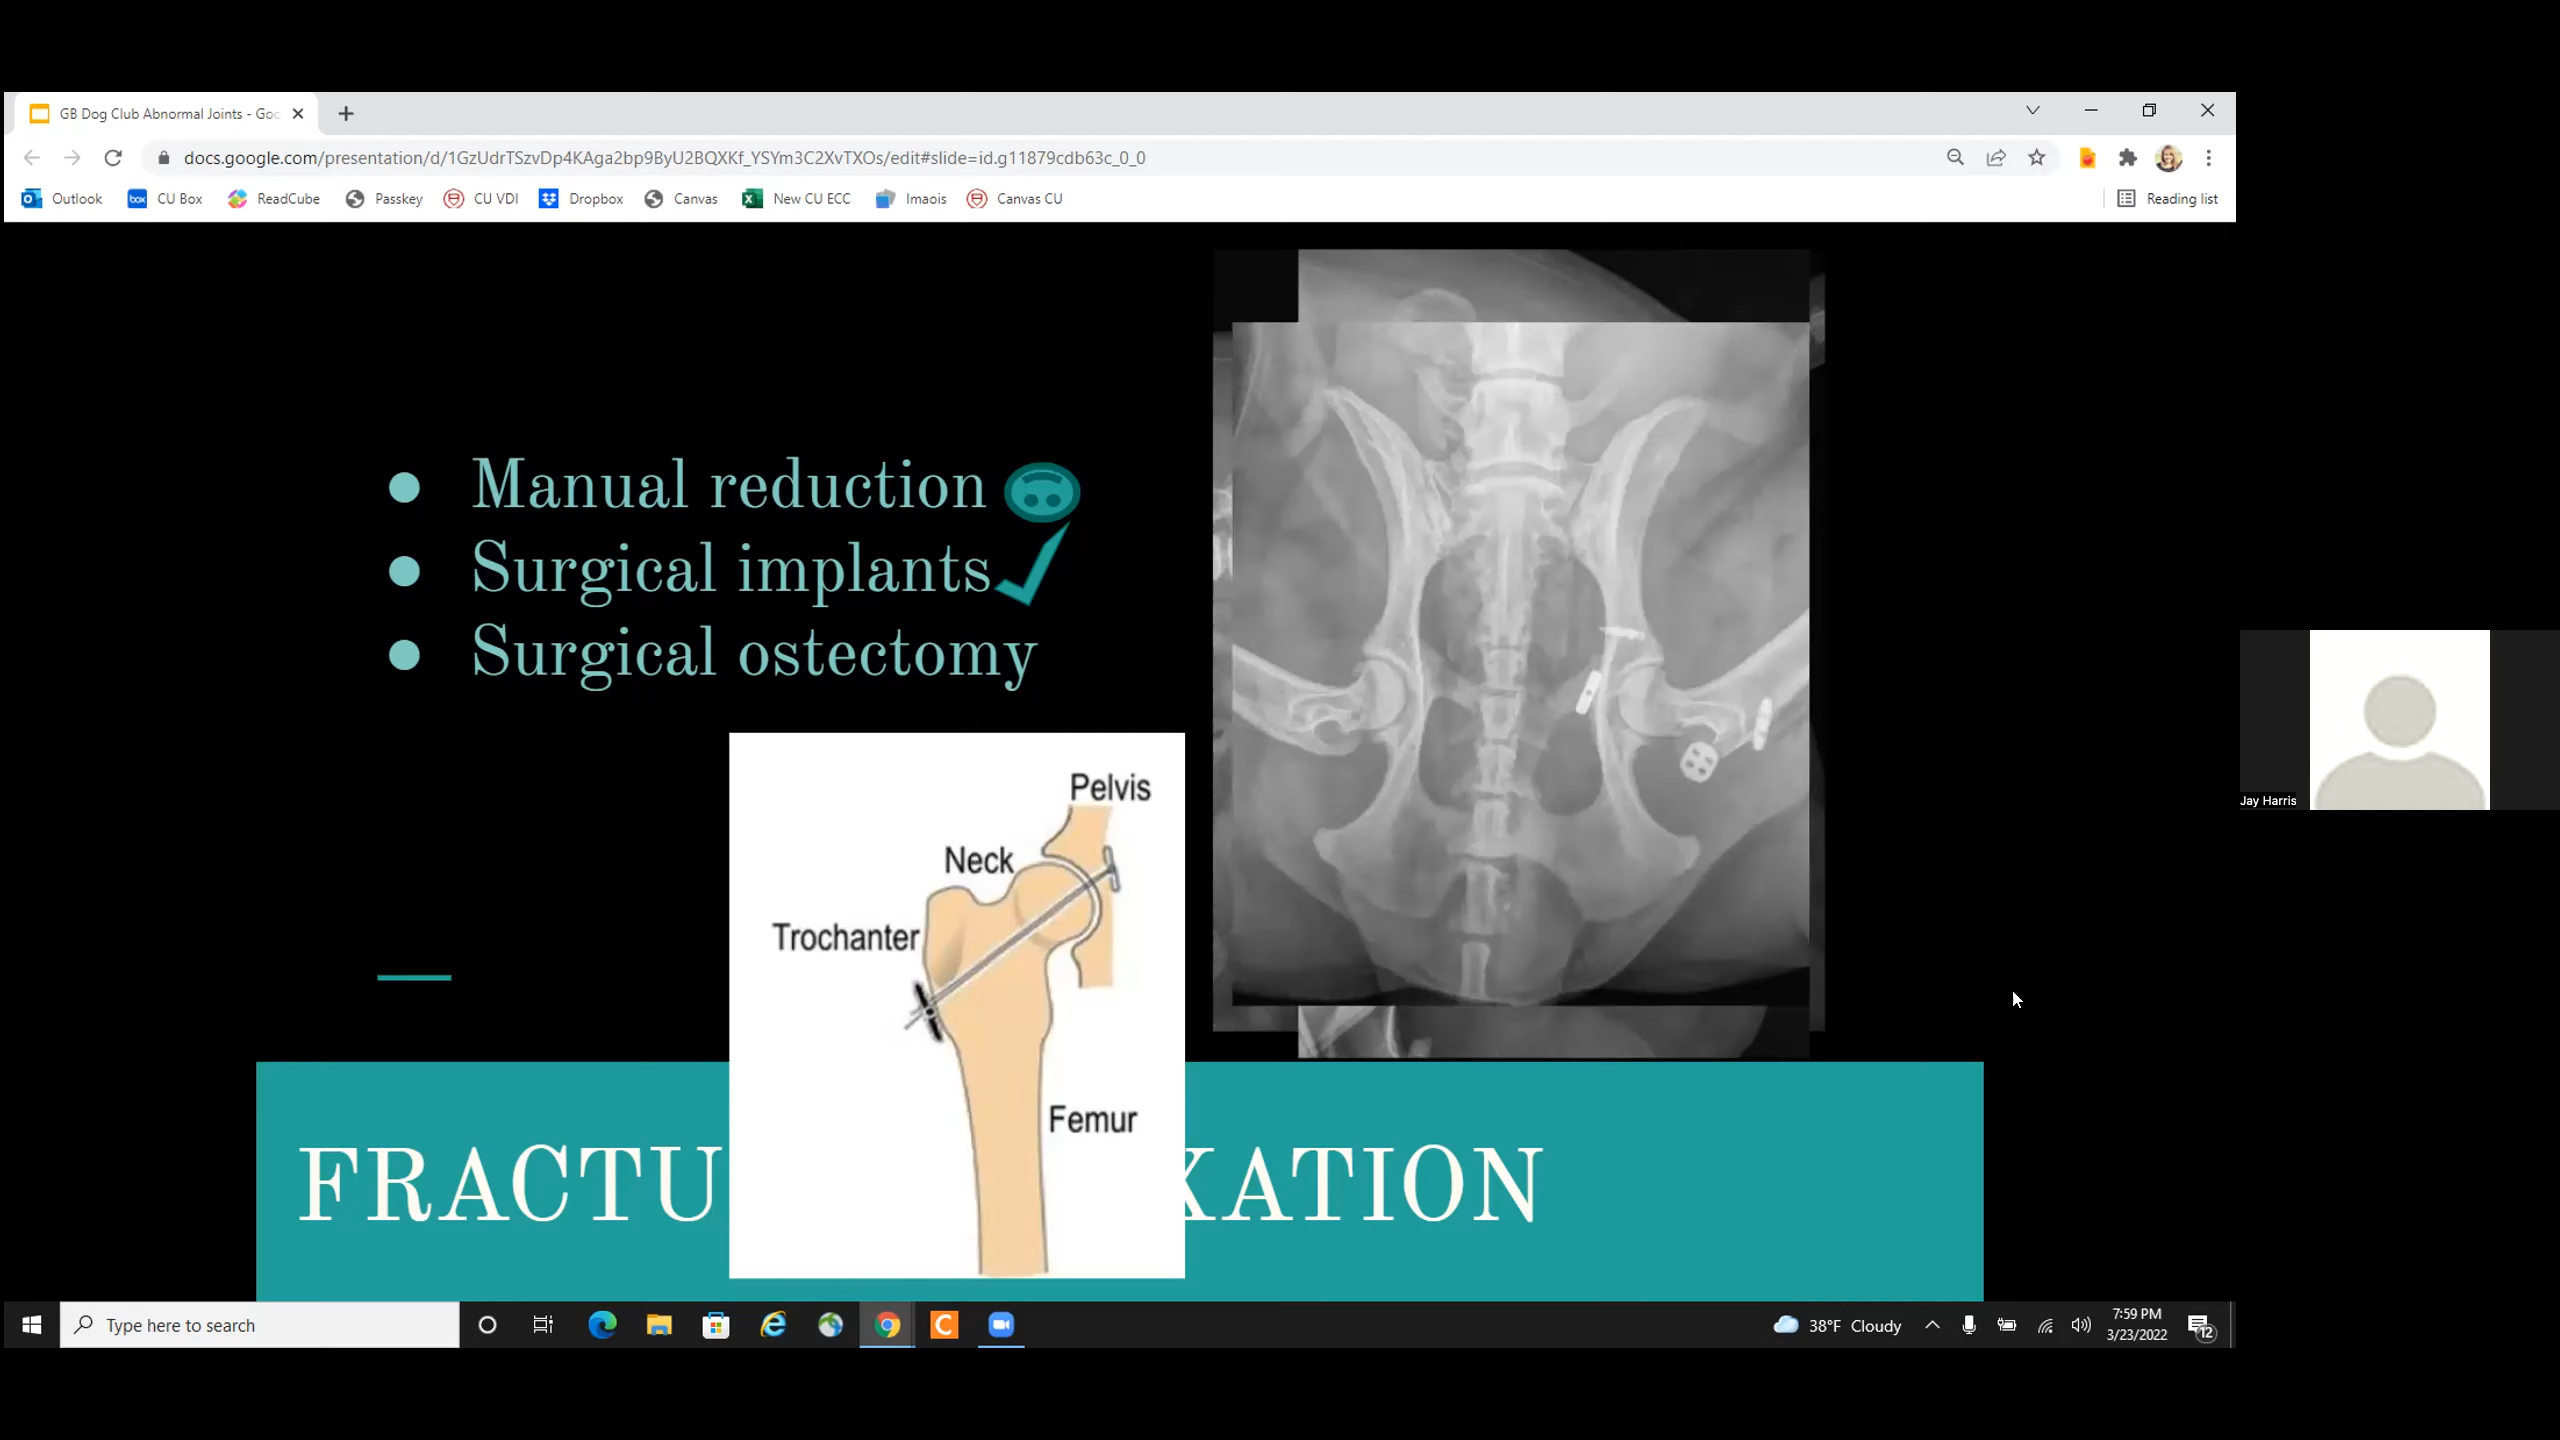 GB Dog Club Abnormal Joints - Goo
docs.google.com/presentation/d/1GzUdrTSzvDp4KAga2bp9ByU2BQXKf_YSYm3C2XvTXOs/edit#slide=id.g11879cdb63c_0_0
Outlook CU Box ReadCube Passkey CU VDI Dropbox Canvas New CU ECC Imaois Canvas CU Reading list
● Manual reduction
● Surgical implants
● Surgical ostectomy
Pelvis
Neck
Trochanter
Femur
Jay Harris
FRACTU XATION
Type here to search
38°F Cloudy
7:59 PM
3/23/2022
12